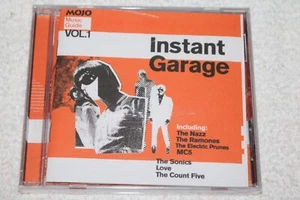 MOJO
Music
Guide
VOL.1
Instant
Garage
Including:
The Nazz
The Ramones
The Electric Prunes
MC5
The Sonics
Love
The Count Five